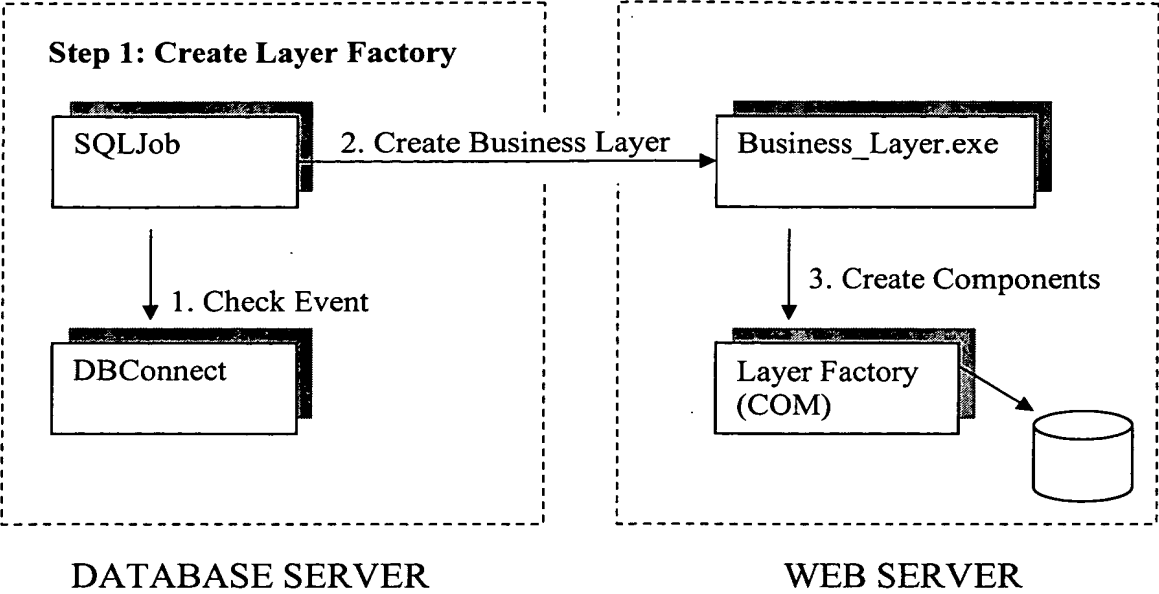 Step 1: Create Layer Factory
SQLJob
2. Create Business Layer
Business_Layer.exe
1. Check Event
3. Create Components
DBConnect
Layer Factory
(COM)
DATABASE SERVER
WEB SERVER